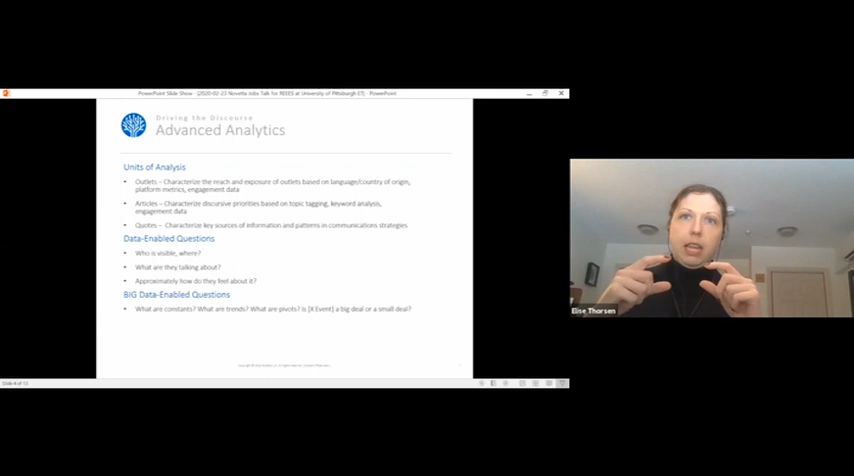 PowerPoint Slide Show - [2020-02-23 Novetta Jobs Talk for REEES at University of Pittsburgh ET] - PowerPoint
Driving the Discourse
Advanced Analytics
Units of Analysis
• Outlets – Characterize the reach and exposure of outlets based on language/country of origin,
platform metrics, engagement data
• Articles – Characterize discursive priorities based on topic tagging, keyword analysis,
engagement data
• Quotes – Characterize key sources of information and patterns in communications strategies
Data-Enabled Questions
• Who is visible, where?
• What are they talking about?
• Approximately how do they feel about it?
BIG Data-Enabled Questions
• What are constants? What are trends? What are pivots? Is [X Event] a big deal or a small deal?
Slide 4 of 13
Elise Thorsen